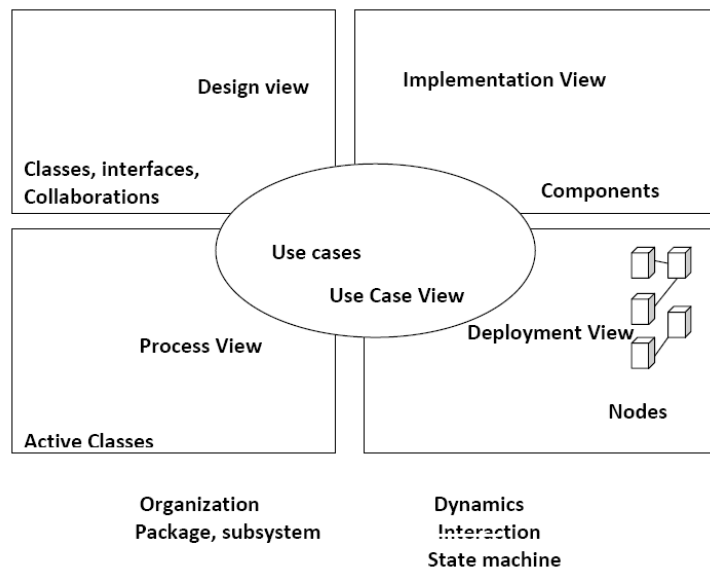 Design view
Implementation View
Classes, interfaces,
Collaborations
Components
Use cases
Use Case View
Process View
Deployment View
Nodes
Active Classes
Organization
Package, subsystem
Dynamics
Interaction
State machine